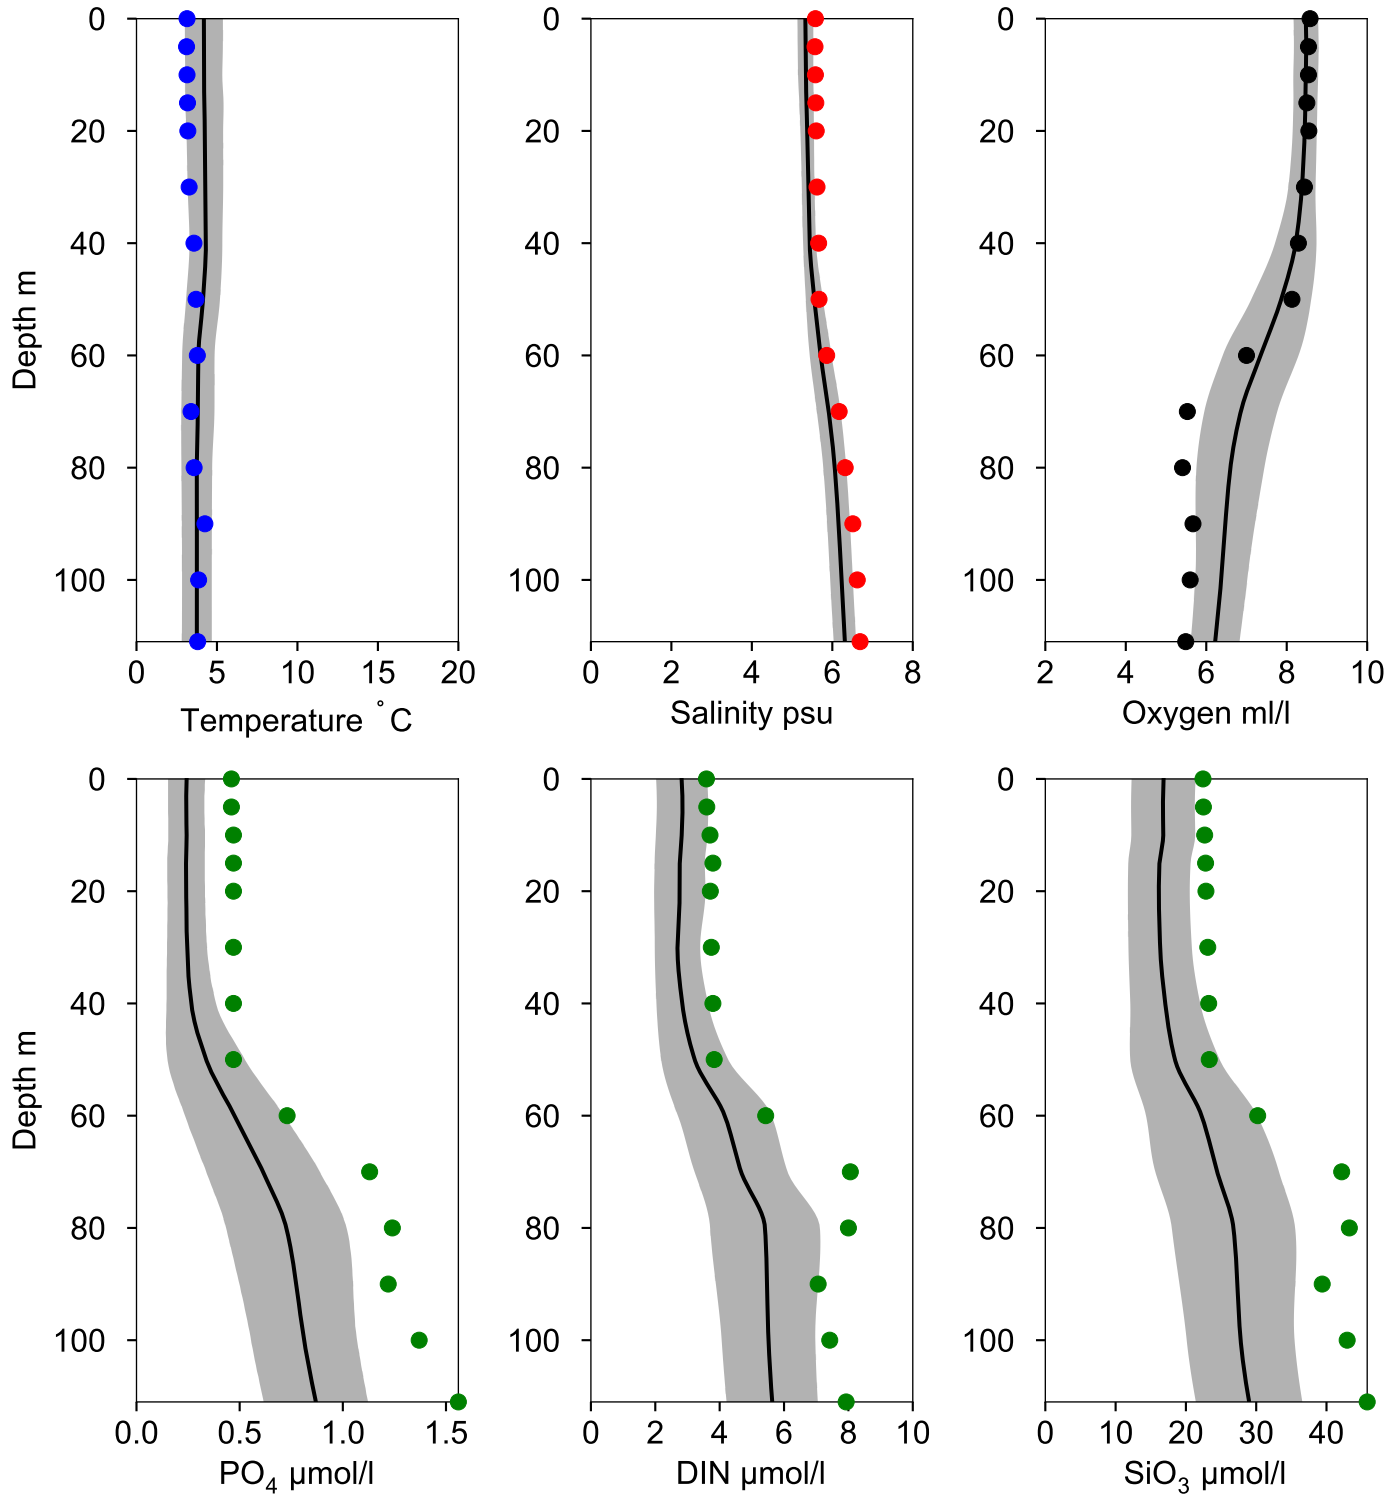 0
20
40
60
80
100
Depth m
0 5 10 15 20
Temperature ˚C
0
20
40
60
80
100
0 2 4 6 8
Salinity psu
0
20
40
60
80
100
2 4 6 8 10
Oxygen ml/l
0
20
40
60
80
100
Depth m
0.0 0.5 1.0 1.5
PO₄ µmol/l
0
20
40
60
80
100
0 2 4 6 8 10
DIN µmol/l
0
20
40
60
80
100
0 10 20 30 40
SiO₃ µmol/l